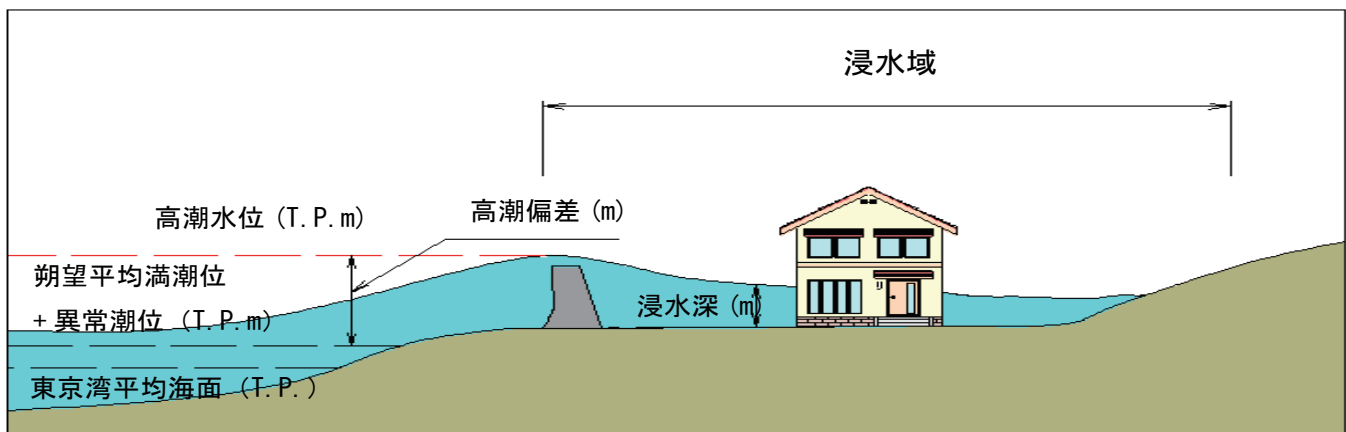 浸水域
高潮水位 (T.P.m)
高潮偏差 (m)
朔望平均満潮位
+異常潮位 (T.P.m)
浸水深 (m)
東京湾平均海面 (T.P.)